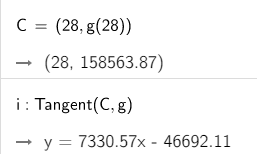 C = (28, g(28))
→ (28, 158563.87)
i : Tangent(C, g)
→ y = 7330.57x - 46692.11